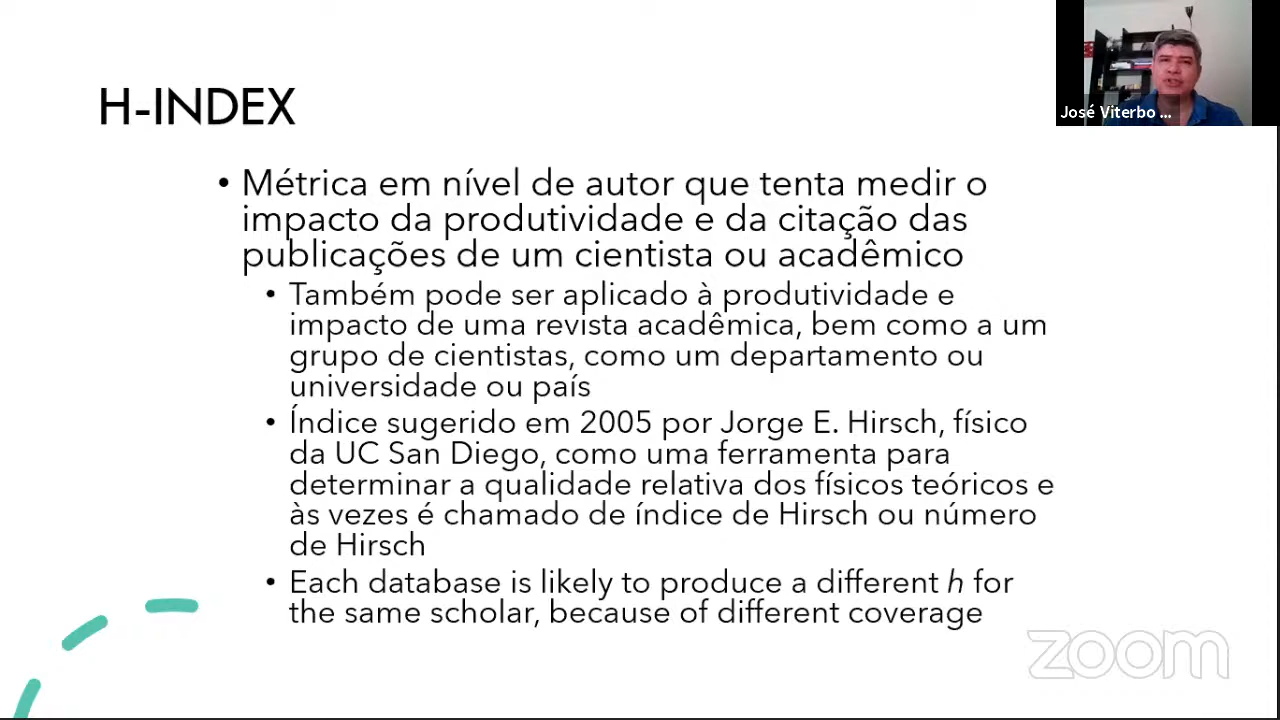 H-INDEX
José Viterbo ...
• Métrica em nível de autor que tenta medir o
impacto da produtividade e da citação das
publicações de um cientista ou acadêmico
• Também pode ser aplicado à produtividade e
impacto de uma revista acadêmica, bem como a um
grupo de cientistas, como um departamento ou
universidade ou país
• Índice sugerido em 2005 por Jorge E. Hirsch, físico
da UC San Diego, como uma ferramenta para
determinar a qualidade relativa dos físicos teóricos e
às vezes é chamado de índice de Hirsch ou número
de Hirsch
• Each database is likely to produce a different h for
the same scholar, because of different coverage
zoom